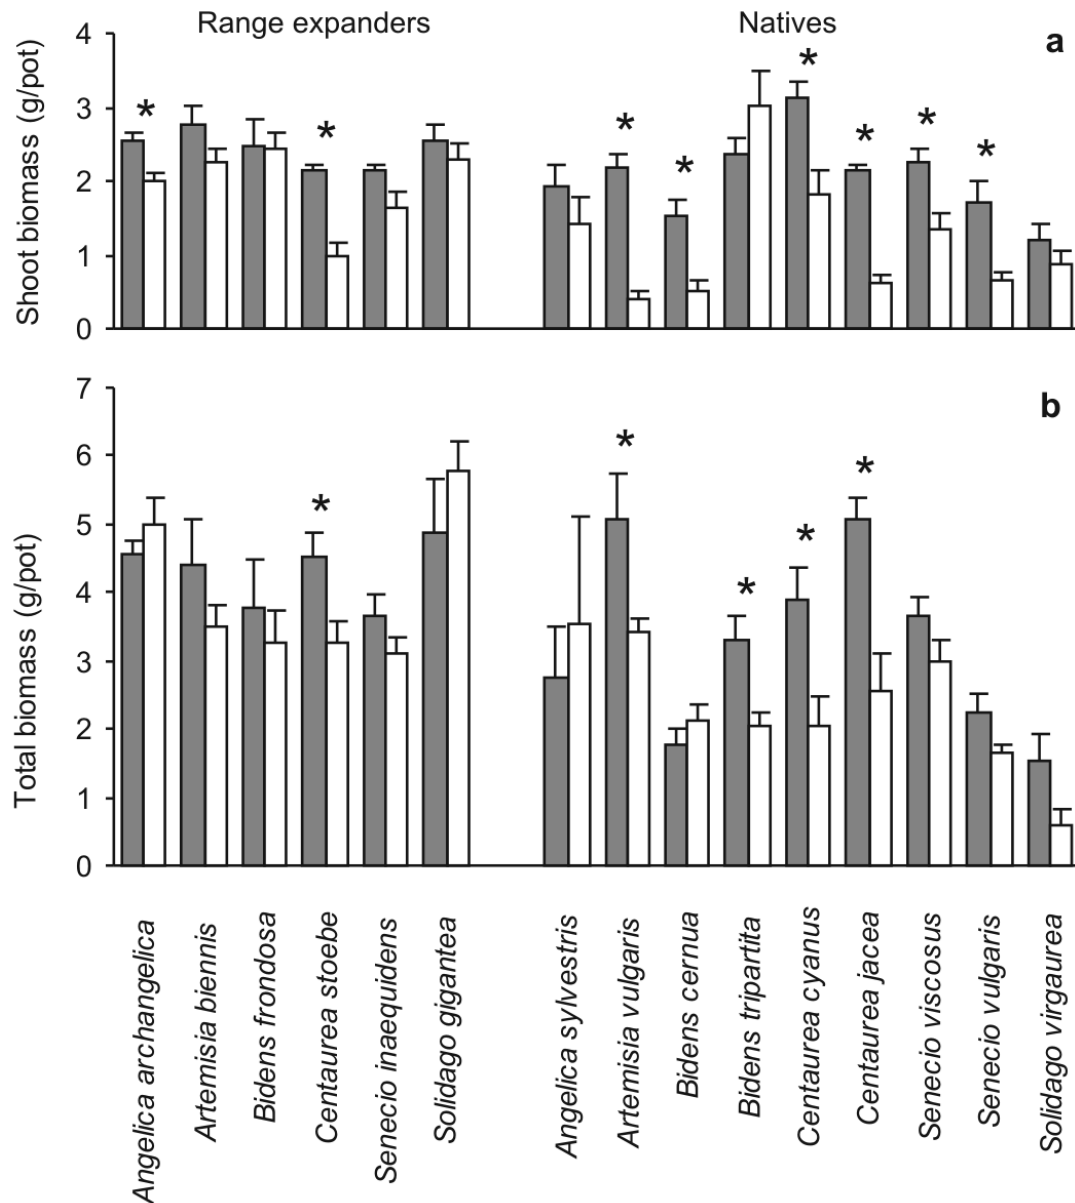 Range expanders
Natives
a
Shoot biomass (g/pot)
4
3
2
1
0
*
*
*
*
*
*
*
*
b
Total biomass (g/pot)
7
6
5
4
3
2
1
0
*
*
*
*
*
Angelica archangelica
Artemisia biennis
Bidens frondosa
Centaurea stoebe
Senecio inaequidens
Solidago gigantea
Angelica sylvestris
Artemisia vulgaris
Bidens cernua
Bidens tripartita
Centaurea cyanus
Centaurea jacea
Senecio viscosus
Senecio vulgaris
Solidago virgaurea